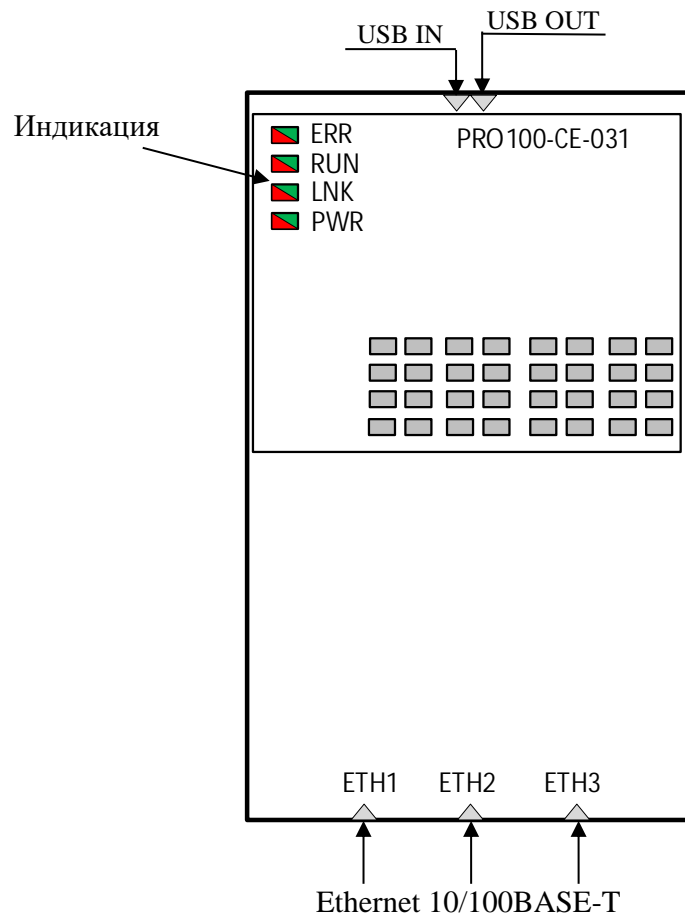 USB IN
USB OUT
Индикация
ERR
PRO100-CE-031
RUN
LNK
PWR
ETH1 ETH2 ETH3
Ethernet 10/100BASE-T